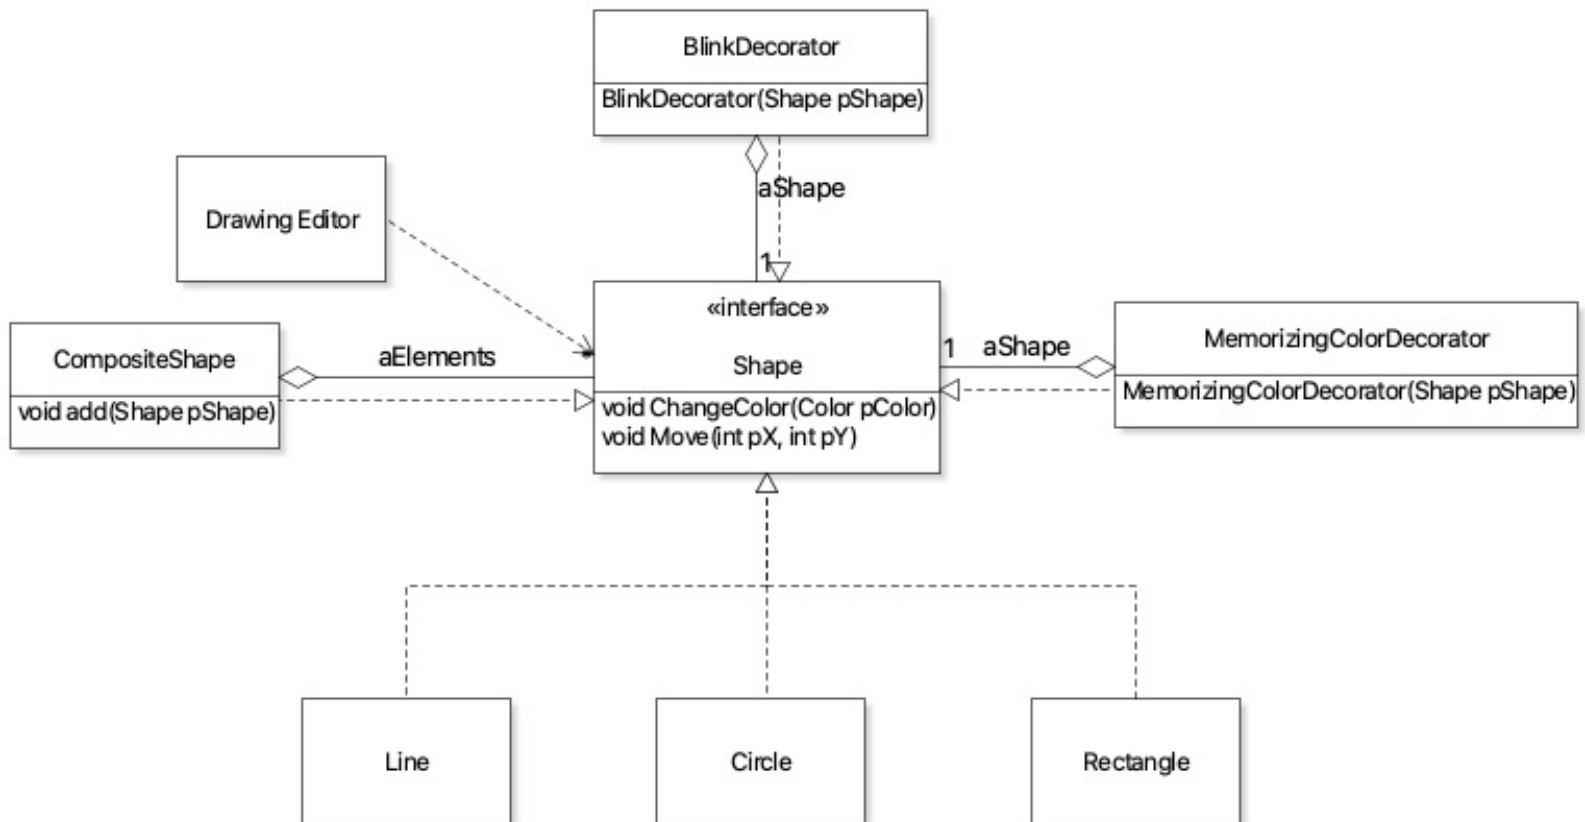 BlinkDecorator
BlinkDecorator(Shape pShape)
aShape
1
Drawing Editor
«interface»
Shape
void ChangeColor(Color pColor)
void Move(int pX, int pY)
CompositeShape
void add(Shape pShape)
aElements
1
aShape
MemorizingColorDecorator
MemorizingColorDecorator(Shape pShape)
Line
Circle
Rectangle